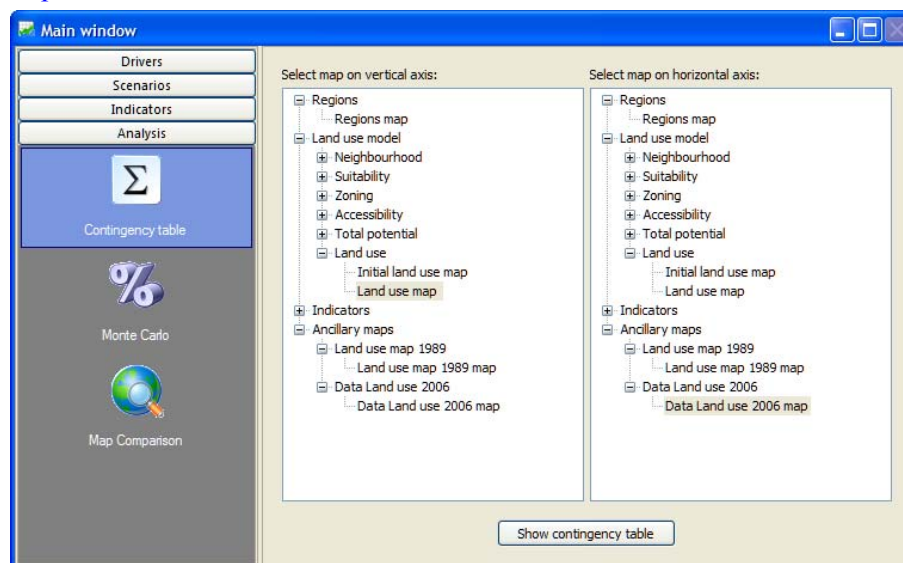 Main window
Drivers
Scenarios
Indicators
Analysis
Σ
Contingency table
%
Monte Carlo
Map Comparison
Select map on vertical axis:
Regions
Regions map
Land use model
Neighbourhood
Suitability
Zoning
Accessibility
Total potential
Land use
Initial land use map
Land use map
Indicators
Ancillary maps
Land use map 1989
Land use map 1989 map
Data Land use 2006
Data Land use 2006 map
Select map on horizontal axis:
Regions
Regions map
Land use model
Neighbourhood
Suitability
Zoning
Accessibility
Total potential
Land use
Initial land use map
Land use map
Indicators
Ancillary maps
Land use map 1989
Land use map 1989 map
Data Land use 2006
Data Land use 2006 map
Show contingency table